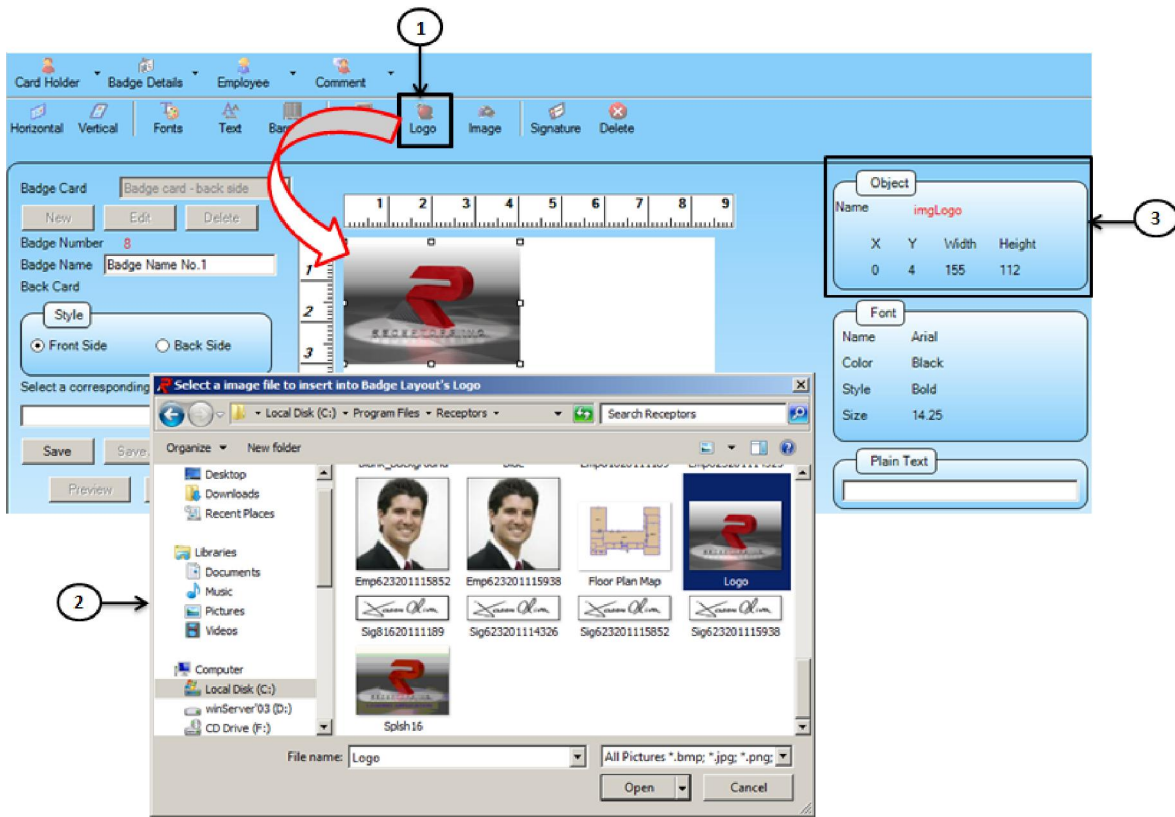 1
Card Holder Badge Details Employee Comment
Horizontal Vertical Fonts Text Logo Image Signature Delete
Badge Card Badge card - back side
New Edit Delete
Badge Number 8
Badge Name Badge Name No.1
Back Card
Style
Front Side Back Side
Select a corresponding
Save Save
Preview
1 2 3 4 5 6 7 8 9
1
2
3
RECEPTORS INC.
Object
Name imgLogo
X Y Width Height
0 4 155 112
3
Font
Name Arial
Color Black
Style Bold
Size 14.25
Plain Text
2
Select a image file to insert into Badge Layout's Logo
Local Disk (C:) Program Files Receptors Search Receptors
Organize New folder
Desktop
Downloads
Recent Places
Libraries
Documents
Music
Pictures
Videos
Computer
Local Disk (C:)
winServer'03 (D:)
CD Drive (F:)
Emp623201115852 Emp623201115938 Floor Plan Map Logo
Sig81620111189 Sig623201114326 Sig623201115852 Sig623201115938
Splsh16
File name: Logo All Pictures *.bmp; *.jpg; *.png;
Open Cancel